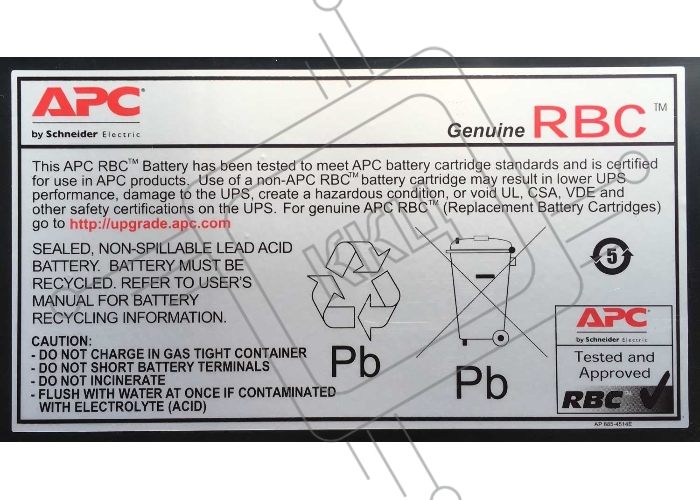 APC
by Schneider Electric
Genuine RBC™
This APC RBC™ Battery has been tested to meet APC battery cartridge standards and is certified
for use in APC products. Use of a non-APC RBC™ battery cartridge may result in lower UPS
performance, damage to the UPS, create a hazardous condition, or void UL, CSA, VDE and
other safety certifications on the UPS. For genuine APC RBC™ (Replacement Battery Cartridges)
go to http://upgrade.apc.com
SEALED, NON-SPILLABLE LEAD ACID
BATTERY. BATTERY MUST BE
RECYCLED. REFER TO USER'S
MANUAL FOR BATTERY
RECYCLING INFORMATION.
CAUTION:
- DO NOT CHARGE IN GAS TIGHT CONTAINER
- DO NOT SHORT BATTERY TERMINALS
- DO NOT INCINERATE
- FLUSH WITH WATER AT ONCE IF CONTAMINATED
WITH ELECTROLYTE (ACID)
Pb
Pb
5
APC
by Schneider Electric
Tested and
Approved
RBC
AP 885-4514E
ККЦ